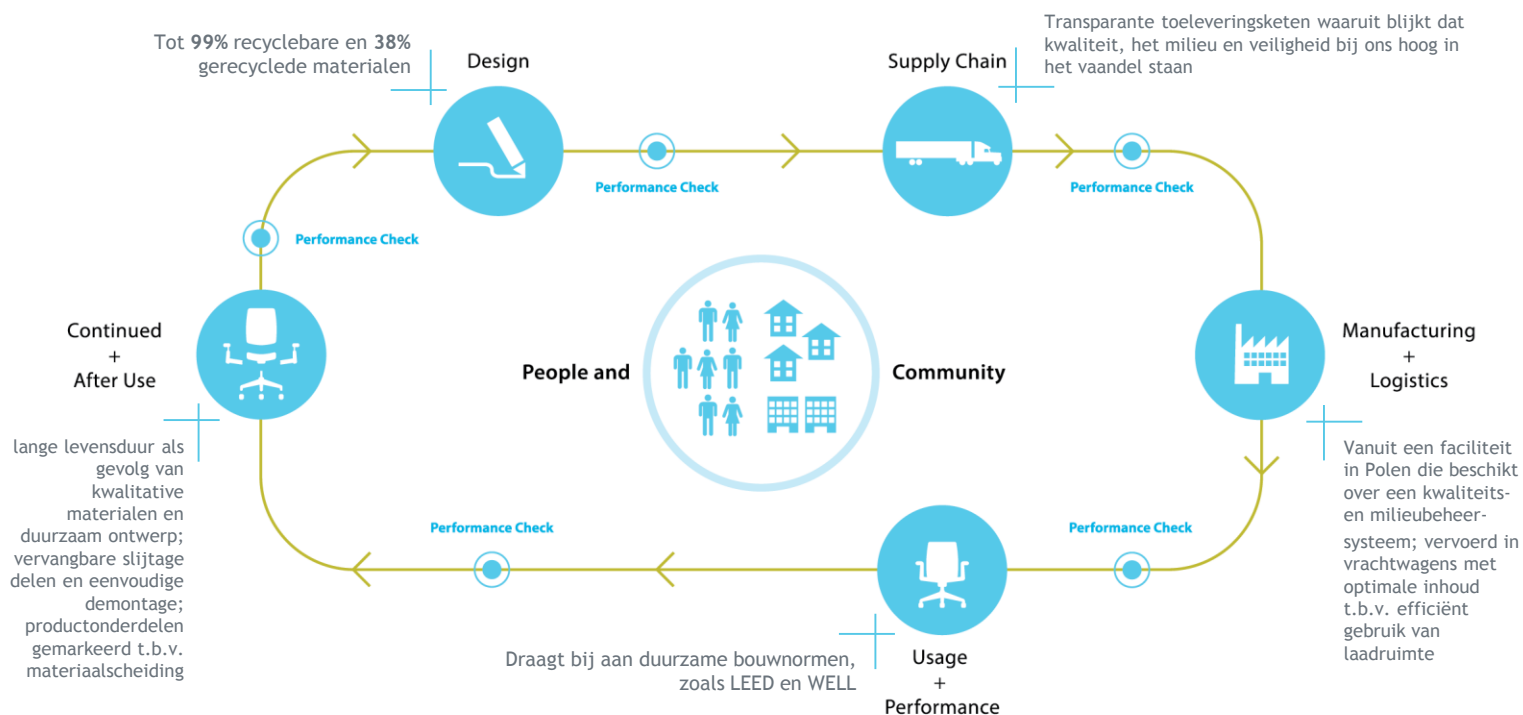 Tot 99% recyclebare en 38%
gerecyclede materialen
Design
Supply Chain
Transparante toeleveringsketen waaruit blijkt dat
kwaliteit, het milieu en veiligheid bij ons hoog in
het vaandel staan
Performance Check
Performance Check
Performance Check
Continued
+
After Use
People and
Community
Manufacturing
+
Logistics
lange levensduur als
gevolg van
kwalitative
materialen en
duurzaam ontwerp;
vervangbare slijtage
delen en eenvoudige
demontage;
productonderdelen
gemarkeerd t.b.v.
materiaalscheiding
Vanuit een faciliteit
in Polen die beschikt
over een kwaliteits-
en milieubeheer-
systeem; vervoerd in
vrachtwagens met
optimale inhoud
t.b.v. efficiënt
gebruik van
laadruimte
Performance Check
Performance Check
Draagt bij aan duurzame bouwnormen,
zoals LEED en WELL
Usage
+
Performance